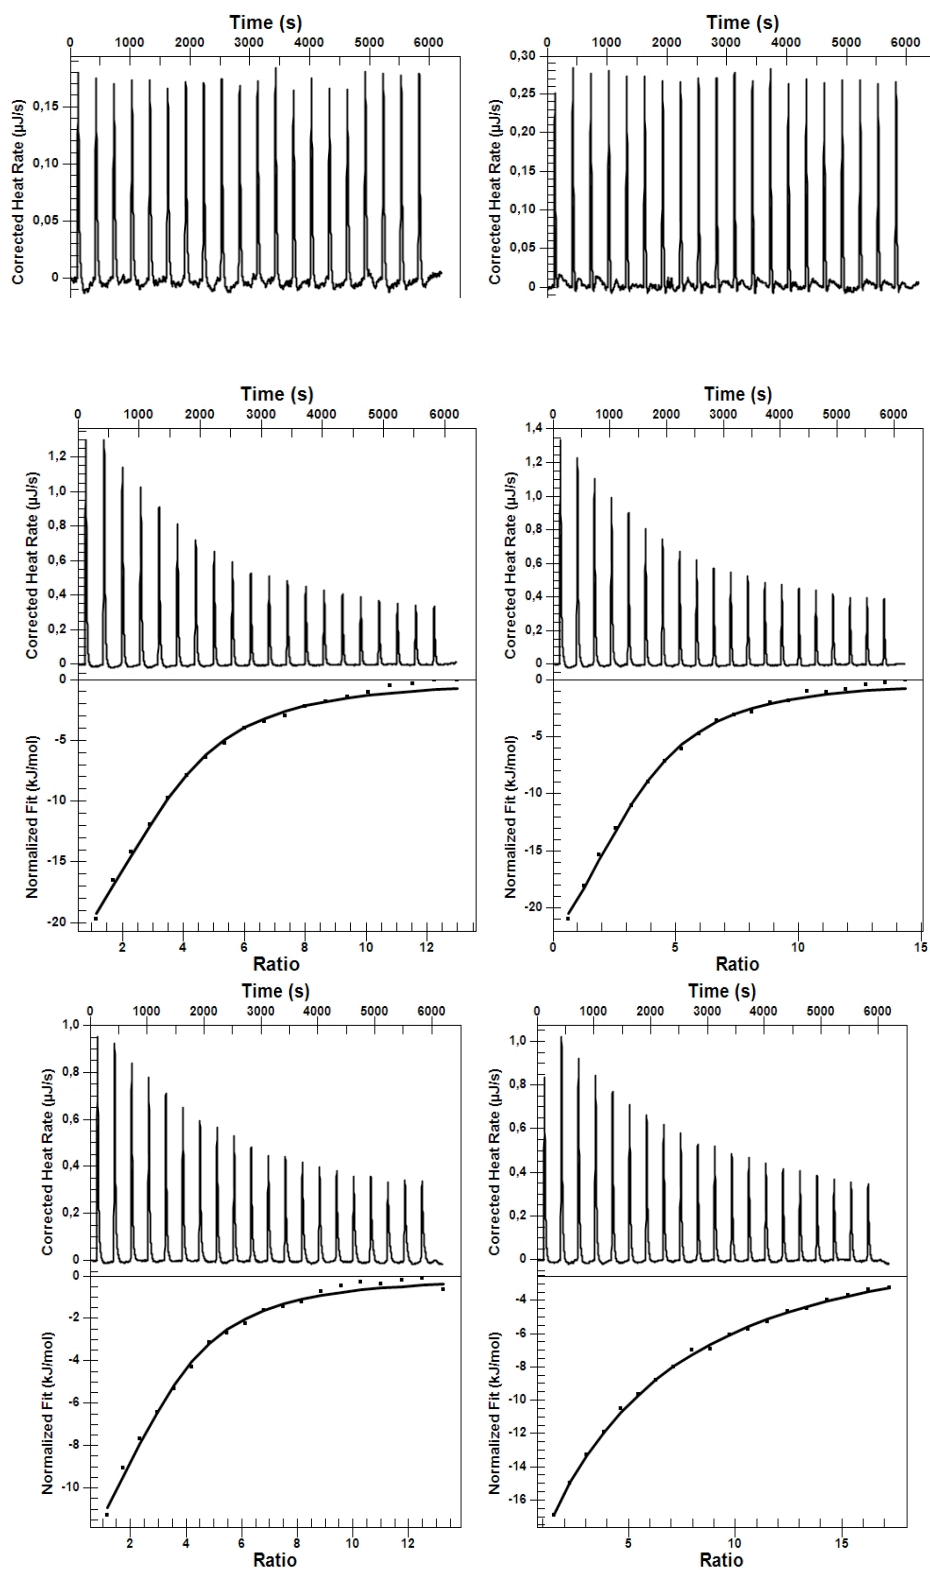 Time (s)
0 1000 2000 3000 4000 5000 6000
Corrected Heat Rate (µJ/s)
0,15
0,10
0,05
0
Time (s)
0 1000 2000 3000 4000 5000 6000
Corrected Heat Rate (µJ/s)
0,30
0,25
0,20
0,15
0,10
0,05
0
Time (s)
0 1000 2000 3000 4000 5000 6000
Corrected Heat Rate (µJ/s)
1,2
1,0
0,8
0,6
0,4
0,2
0
Normalized Fit (kJ/mol)
0
-5
-10
-15
-20
2 4 6 8 10 12
Ratio
Time (s)
0 1000 2000 3000 4000 5000 6000
Corrected Heat Rate (µJ/s)
1,4
1,2
1,0
0,8
0,6
0,4
0,2
0
Normalized Fit (kJ/mol)
0
-5
-10
-15
-20
0 5 10 15
Ratio
Time (s)
0 1000 2000 3000 4000 5000 6000
Corrected Heat Rate (µJ/s)
1,0
0,8
0,6
0,4
0,2
0
Normalized Fit (kJ/mol)
0
-2
-4
-6
-8
-10
2 4 6 8 10 12
Ratio
Time (s)
0 1000 2000 3000 4000 5000 6000
Corrected Heat Rate (µJ/s)
1,0
0,8
0,6
0,4
0,2
0
Normalized Fit (kJ/mol)
-4
-6
-8
-10
-12
-14
-16
5 10 15
Ratio